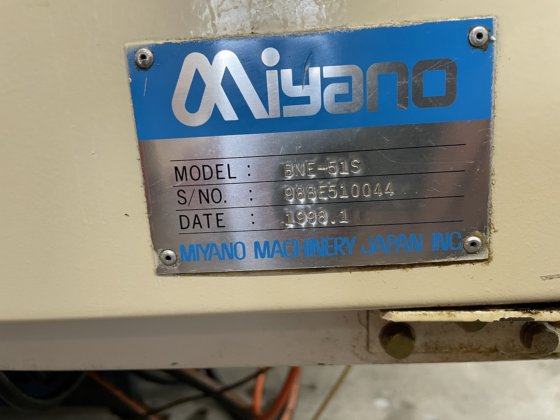 Miyano
MODEL : BNE-51S
S/NO. : 98BE510044
DATE : 1998.1
MIYANO MACHINERY JAPAN INC.